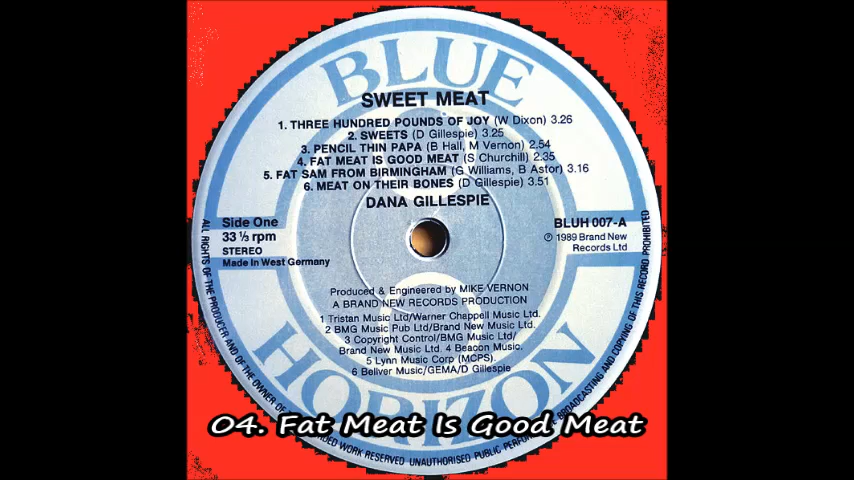 BLUE
SWEET MEAT
1. THREE HUNDRED POUNDS OF JOY (W Dixon) 3.26
2. SWEETS (D Gillespie) 3.25
3. PENCIL THIN PAPA (B Hall, M Vernon) 2.54
4. FAT MEAT IS GOOD MEAT (S Churchill) 2.35
5. FAT SAM FROM BIRMINGHAM (G Williams, B Astor) 3.16
6. MEAT ON THEIR BONES (D Gillespie) 3.51
DANA GILLESPIE
Side One
33 ⅓ rpm
STEREO
Made in West Germany
BLUH 007-A
℗ 1989 Brand New
Records Ltd
Produced & Engineered by MIKE VERNON
A BRAND NEW RECORDS PRODUCTION
1 Tristan Music Ltd/Warner Chappell Music Ltd.
2 BMG Music Pub Ltd/Brand New Music Ltd.
3 Copyright Control/BMG Music Ltd/
Brand New Music Ltd. 4 Beacon Music.
5 Lynn Music Corp (MCPS).
6 Bellver Music/GEMA/D Gillespie
HORIZON
ALL RIGHTS OF THE PRODUCER AND OF THE OWNER OF WORK RESERVED UNAUTHORISED PUBLIC BROADCASTING AND COPYING OF THIS RECORD PROHIBITED
04. Fat Meat Is Good Meat